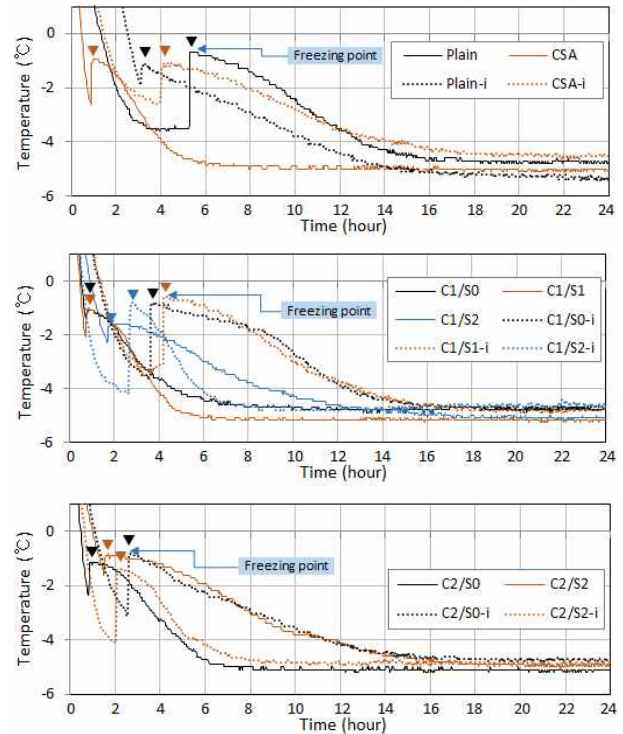 0
-2
-4
-6
Temperature (℃)
Freezing point
Plain
CSA
Plain-i
CSA-i
0 2 4 6 8 10 12 14 16 18 20 22 24
Time (hour)
0
-2
-4
-6
Temperature (℃)
Freezing point
C1/S0
C1/S1
C1/S2
C1/S0-i
C1/S1-i
C1/S2-i
0 2 4 6 8 10 12 14 16 18 20 22 24
Time (hour)
0
-2
-4
-6
Temperature (℃)
Freezing point
C2/S0
C2/S2
C2/S0-i
C2/S2-i
0 2 4 6 8 10 12 14 16 18 20 22 24
Time (hour)